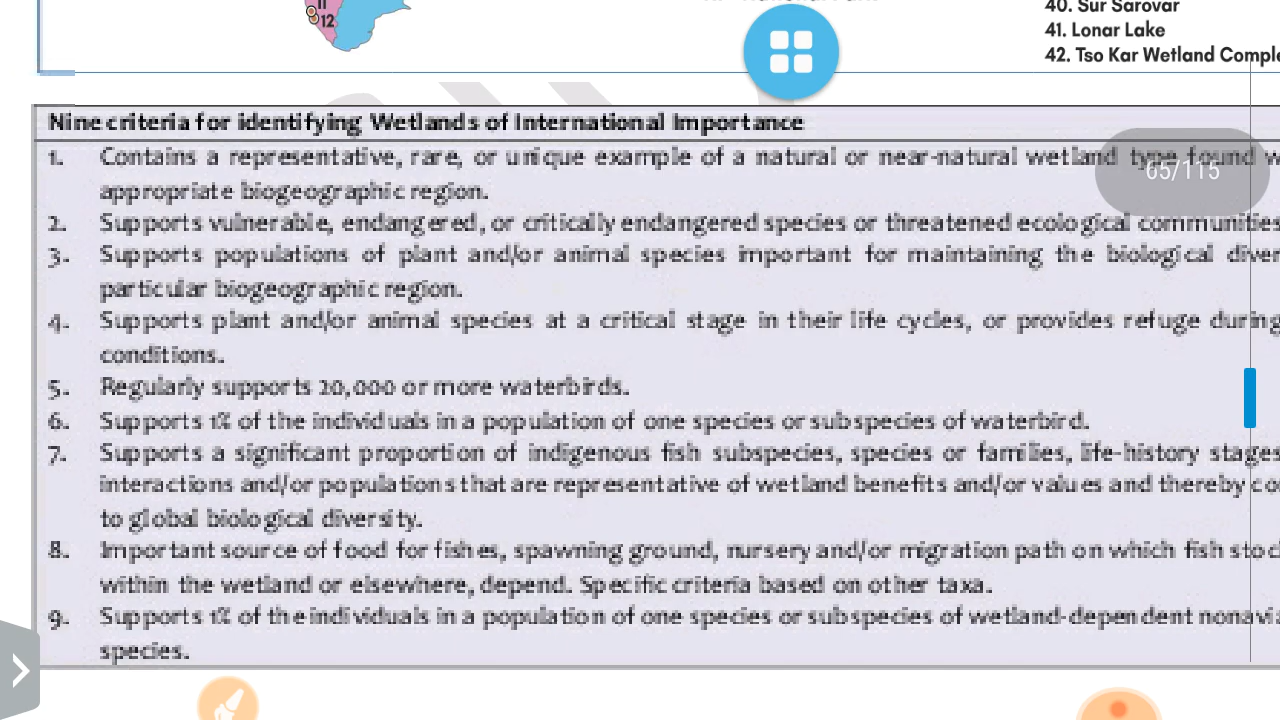 11
12
40. Sur Sarovar
41. Lonar Lake
42. Tso Kar Wetland
Nine criteria for identifying Wetlands of International Importance
65/115
1. Contains a representative, rare, or unique example of a natural or near-natural wetland type found
appropriate biogeographic region.
2. Supports vulnerable, endangered, or critically endangered species or threatened ecological communities
3. Supports populations of plant and/or animal species important for maintaining the biological
particular biogeographic region.
4. Supports plant and/or animal species at a critical stage in their life cycles, or provides refuge during
conditions.
5. Regularly supports 20,000 or more waterbirds.
6. Supports 1% of the individuals in a population of one species or subspecies of waterbird.
7. Supports a significant proportion of indigenous fish subspecies, species or families, life-history stages
interactions and/or populations that are representative of wetland benefits and/or values and thereby
to global biological diversity.
8. Important source of food for fishes, spawning ground, nursery and/or migration path on which fish
within the wetland or elsewhere, depend. Specific criteria based on other taxa.
9. Supports 1% of the individuals in a population of one species or subspecies of wetland-dependent
species.